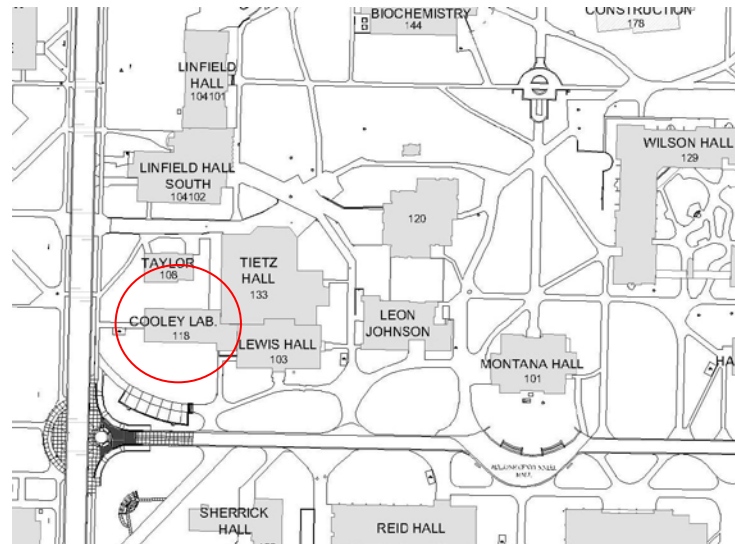 BIOCHEMISTRY
144
CONSTRUCTION
178
LINFIELD
HALL
104101
WILSON HALL
129
LINFIELD HALL
SOUTH
104102
120
TAYLOR
108
TIETZ
HALL
133
COOLEY LAB.
118
LEON
JOHNSON
LEWIS HALL
103
MONTANA HALL
101
HA
SHERRICK
HALL
REID HALL